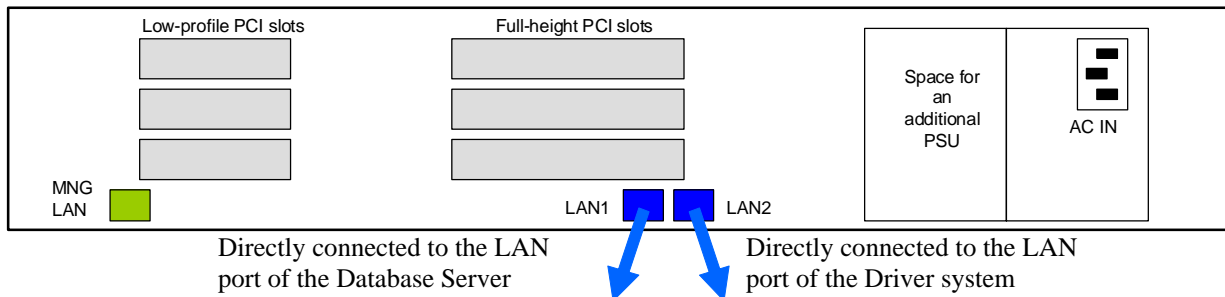 Low-profile PCI slots
Full-height PCI slots
Space for
an
additional
PSU
AC IN
MNG
LAN
LAN1
LAN2
Directly connected to the LAN
port of the Database Server
Directly connected to the LAN
port of the Driver system